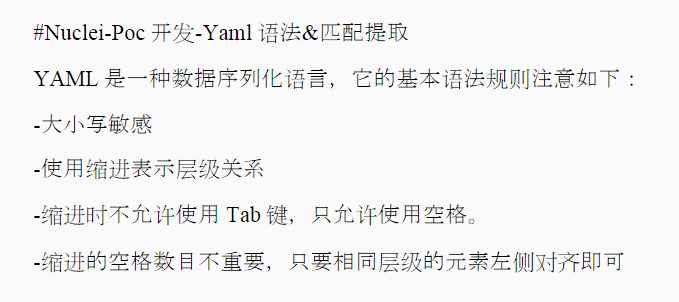 #Nuclei-Poc 开发-Yaml 语法&匹配提取
YAML 是一种数据序列化语言，它的基本语法规则注意如下：
-大小写敏感
-使用缩进表示层级关系
-缩进时不允许使用 Tab 键，只允许使用空格。
-缩进的空格数目不重要，只要相同层级的元素左侧对齐即可